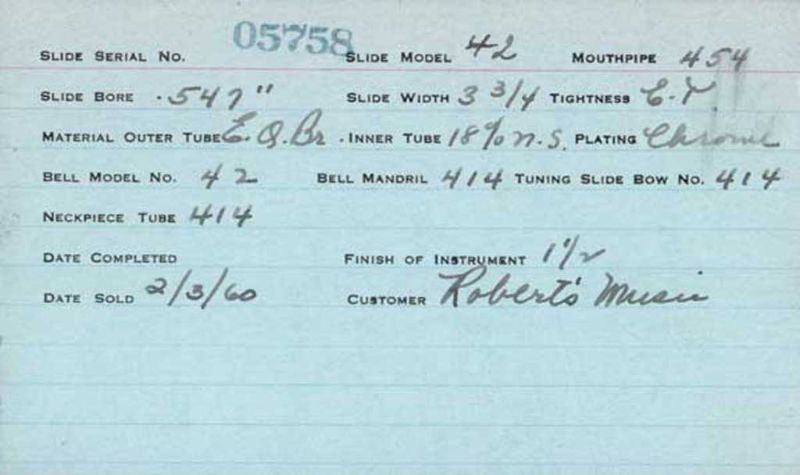 SLIDE SERIAL NO. 05758 SLIDE MODEL 42 MOUTHPIPE 454
SLIDE BORE .547" SLIDE WIDTH 3 3/4 TIGHTNESS E.T.
MATERIAL OUTER TUBE E.Q.Br. INNER TUBE 18% N.S. PLATING Chrome
BELL MODEL NO. 42 BELL MANDRIL 414 TUNING SLIDE BOW NO. 414
NECKPIECE TUBE 414
DATE COMPLETED FINISH OF INSTRUMENT 1 1/2
DATE SOLD 2/3/60 CUSTOMER Robert's Music